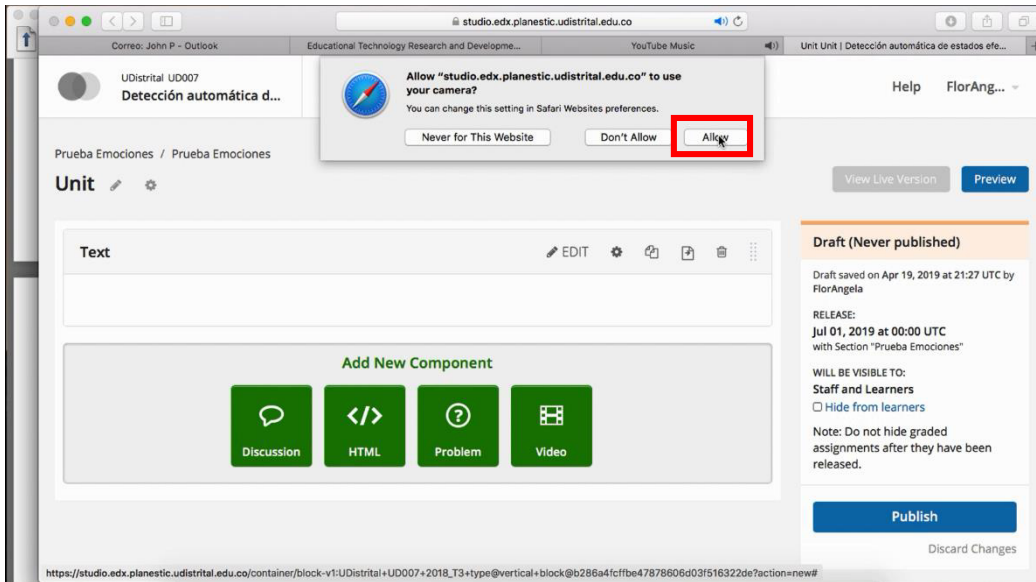 studio.edx.planestic.udistrital.edu.co
Correo: John P - Outlook
Educational Technology Research and Developme...
YouTube Music
Unit Unit | Detección automática de estados efe...
UDistrital UD007
Detección automática d...
Allow “studio.edx.planestic.udistrital.edu.co” to use
your camera?
You can change this setting in Safari Websites preferences.
Never for This Website
Don't Allow
Allow
Help
FlorAng...
Prueba Emociones / Prueba Emociones
Unit
View Live Version
Preview
Text
EDIT
Add New Component
Discussion
HTML
Problem
Video
Draft (Never published)
Draft saved on Apr 19, 2019 at 21:27 UTC by
FlorAngela
RELEASE:
Jul 01, 2019 at 00:00 UTC
with Section "Prueba Emociones"
WILL BE VISIBLE TO:
Staff and Learners
Hide from learners
Note: Do not hide graded
assignments after they have been
released.
Publish
Discard Changes
https://studio.edx.planestic.udistrital.edu.co/container/block-v1:UDistrital+UD007+2018_T3+type@vertical+block@b286a4fcffbe47878606d03f516322de?action=new#